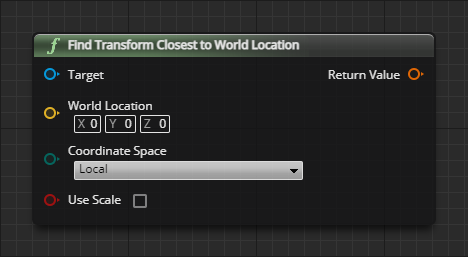 f Find Transform Closest to World Location
Target Return Value
World Location
X 0 Y 0 Z 0
Coordinate Space
Local
Use Scale